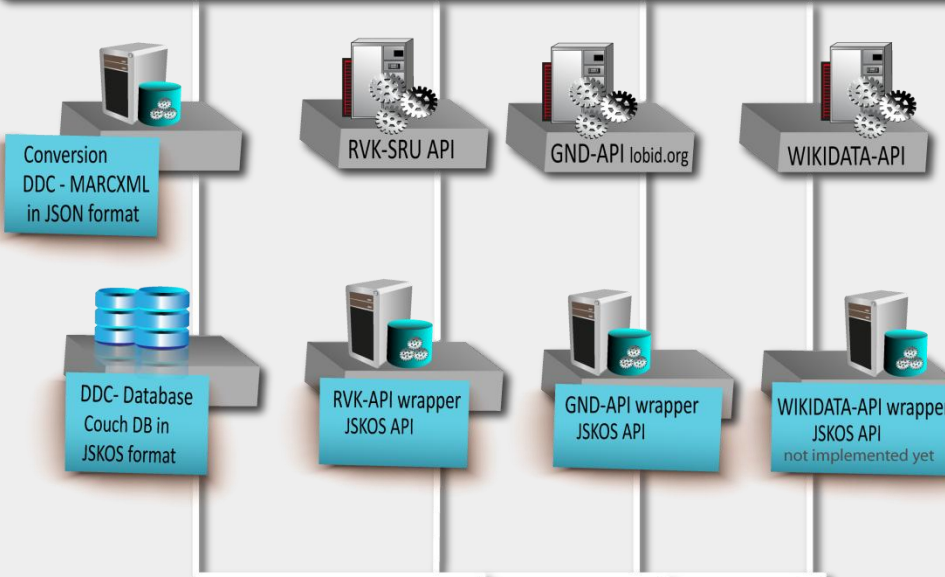 Conversion
DDC - MARCXML
in JSON format
RVK-SRU API
GND-API lobid.org
WIKIDATA-API
DDC- Database
Couch DB in
JSKOS format
RVK-API wrapper
JSKOS API
GND-API wrapper
JSKOS API
WIKIDATA-API wrapper
JSKOS API
not implemented yet